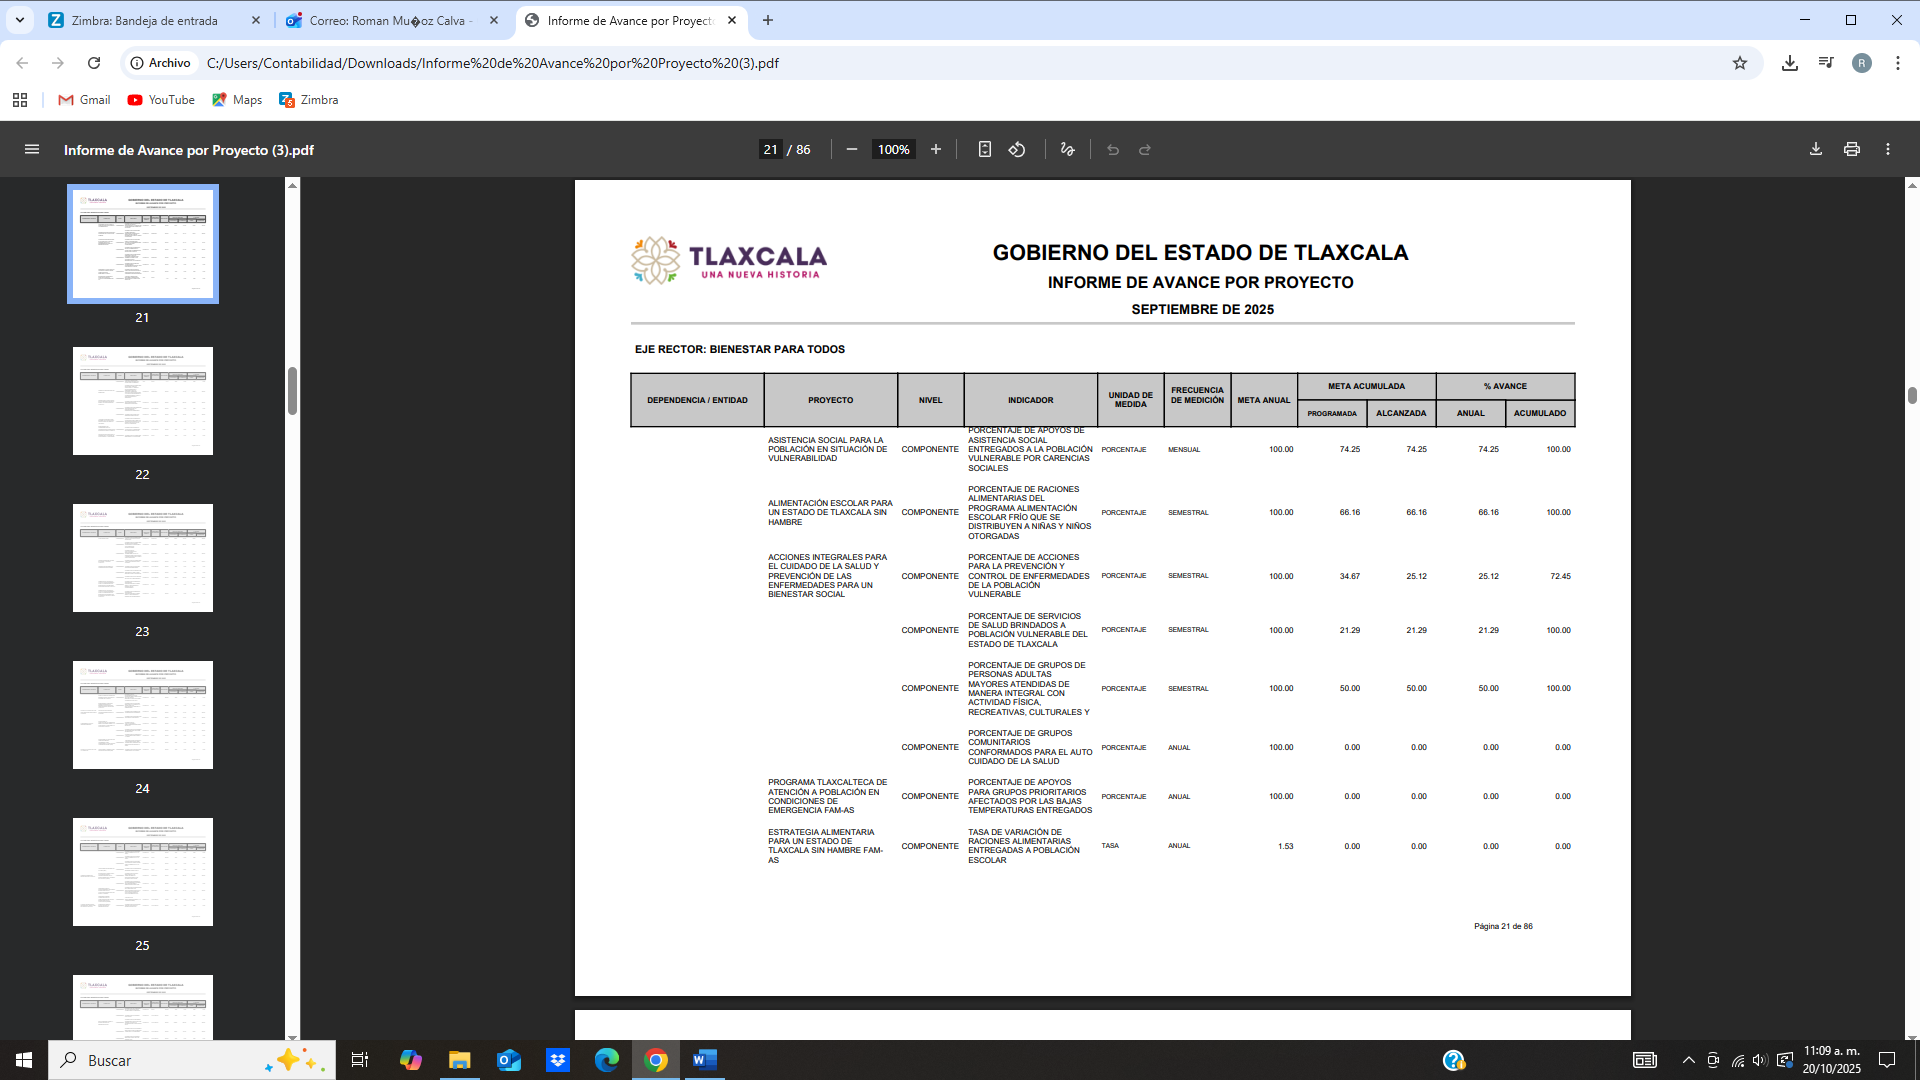 Zimbra: Bandeja de entrada
Correo: Roman Mu�oz Calva -
Informe de Avance por Proyecto
Archivo
C:/Users/Contabilidad/Downloads/Informe%20de%20Avance%20por%20Proyecto%20(3).pdf
R
Gmail
YouTube
Maps
Zimbra
Informe de Avance por Proyecto (3).pdf
21 / 86
100%
21
22
23
24
25
TLAXCALA
UNA NUEVA HISTORIA
GOBIERNO DEL ESTADO DE TLAXCALA
INFORME DE AVANCE POR PROYECTO
SEPTIEMBRE DE 2025
EJE RECTOR: BIENESTAR PARA TODOS
DEPENDENCIA / ENTIDAD
PROYECTO
NIVEL
INDICADOR
UNIDAD DE
MEDIDA
FRECUENCIA
DE MEDICIÓN
META ANUAL
META ACUMULADA
PROGRAMADA
ALCANZADA
% AVANCE
ANUAL
ACUMULADO
ASISTENCIA SOCIAL PARA LA
POBLACIÓN EN SITUACIÓN DE
VULNERABILIDAD
COMPONENTE
PORCENTAJE DE APOYOS DE
ASISTENCIA SOCIAL
ENTREGADOS A LA POBLACIÓN
VULNERABLE POR CARENCIAS
SOCIALES
PORCENTAJE
MENSUAL
100.00
74.25
74.25
74.25
100.00
ALIMENTACIÓN ESCOLAR PARA
UN ESTADO DE TLAXCALA SIN
HAMBRE
COMPONENTE
PORCENTAJE DE RACIONES
ALIMENTARIAS DEL
PROGRAMA ALIMENTACIÓN
ESCOLAR FRÍO QUE SE
DISTRIBUYEN A NIÑAS Y NIÑOS
OTORGADAS
PORCENTAJE
SEMESTRAL
100.00
66.16
66.16
66.16
100.00
ACCIONES INTEGRALES PARA
EL CUIDADO DE LA SALUD Y
PREVENCIÓN DE LAS
ENFERMEDADES PARA UN
BIENESTAR SOCIAL
COMPONENTE
PORCENTAJE DE ACCIONES
PARA LA PREVENCIÓN Y
CONTROL DE ENFERMEDADES
DE LA POBLACIÓN
VULNERABLE
PORCENTAJE
SEMESTRAL
100.00
34.67
25.12
25.12
72.45
COMPONENTE
PORCENTAJE DE SERVICIOS
DE SALUD BRINDADOS A
POBLACIÓN VULNERABLE DEL
ESTADO DE TLAXCALA
PORCENTAJE
SEMESTRAL
100.00
21.29
21.29
21.29
100.00
COMPONENTE
PORCENTAJE DE GRUPOS DE
PERSONAS ADULTAS
MAYORES ATENDIDAS DE
MANERA INTEGRAL CON
ACTIVIDAD FÍSICA,
RECREATIVAS, CULTURALES Y
PORCENTAJE
SEMESTRAL
100.00
50.00
50.00
50.00
100.00
COMPONENTE
PORCENTAJE DE GRUPOS
COMUNITARIOS
CONFORMADOS PARA EL AUTO
CUIDADO DE LA SALUD
PORCENTAJE
ANUAL
100.00
0.00
0.00
0.00
0.00
PROGRAMA TLAXCALTECA DE
ATENCIÓN A POBLACIÓN EN
CONDICIONES DE
EMERGENCIA FAM-AS
COMPONENTE
PORCENTAJE DE APOYOS
PARA GRUPOS PRIORITARIOS
AFECTADOS POR LAS BAJAS
TEMPERATURAS ENTREGADOS
PORCENTAJE
ANUAL
100.00
0.00
0.00
0.00
0.00
ESTRATEGIA ALIMENTARIA
PARA UN ESTADO DE
TLAXCALA SIN HAMBRE FAM-
AS
COMPONENTE
TASA DE VARIACIÓN DE
RACIONES ALIMENTARIAS
ENTREGADAS A POBLACIÓN
ESCOLAR
TASA
ANUAL
1.53
0.00
0.00
0.00
0.00
Página 21 de 86
Buscar
11:09 a. m.
20/10/2025